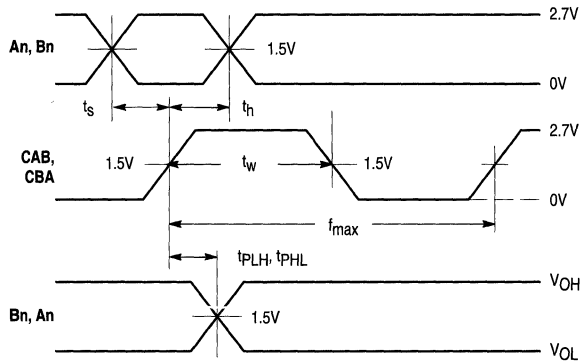 2.7V
An, Bn
1.5V
0V
ts
th
2.7V
CAB,
CBA
1.5V
tw
1.5V
0V
fmax
tPLH, tPHL
VOH
Bn, An
1.5V
VOL